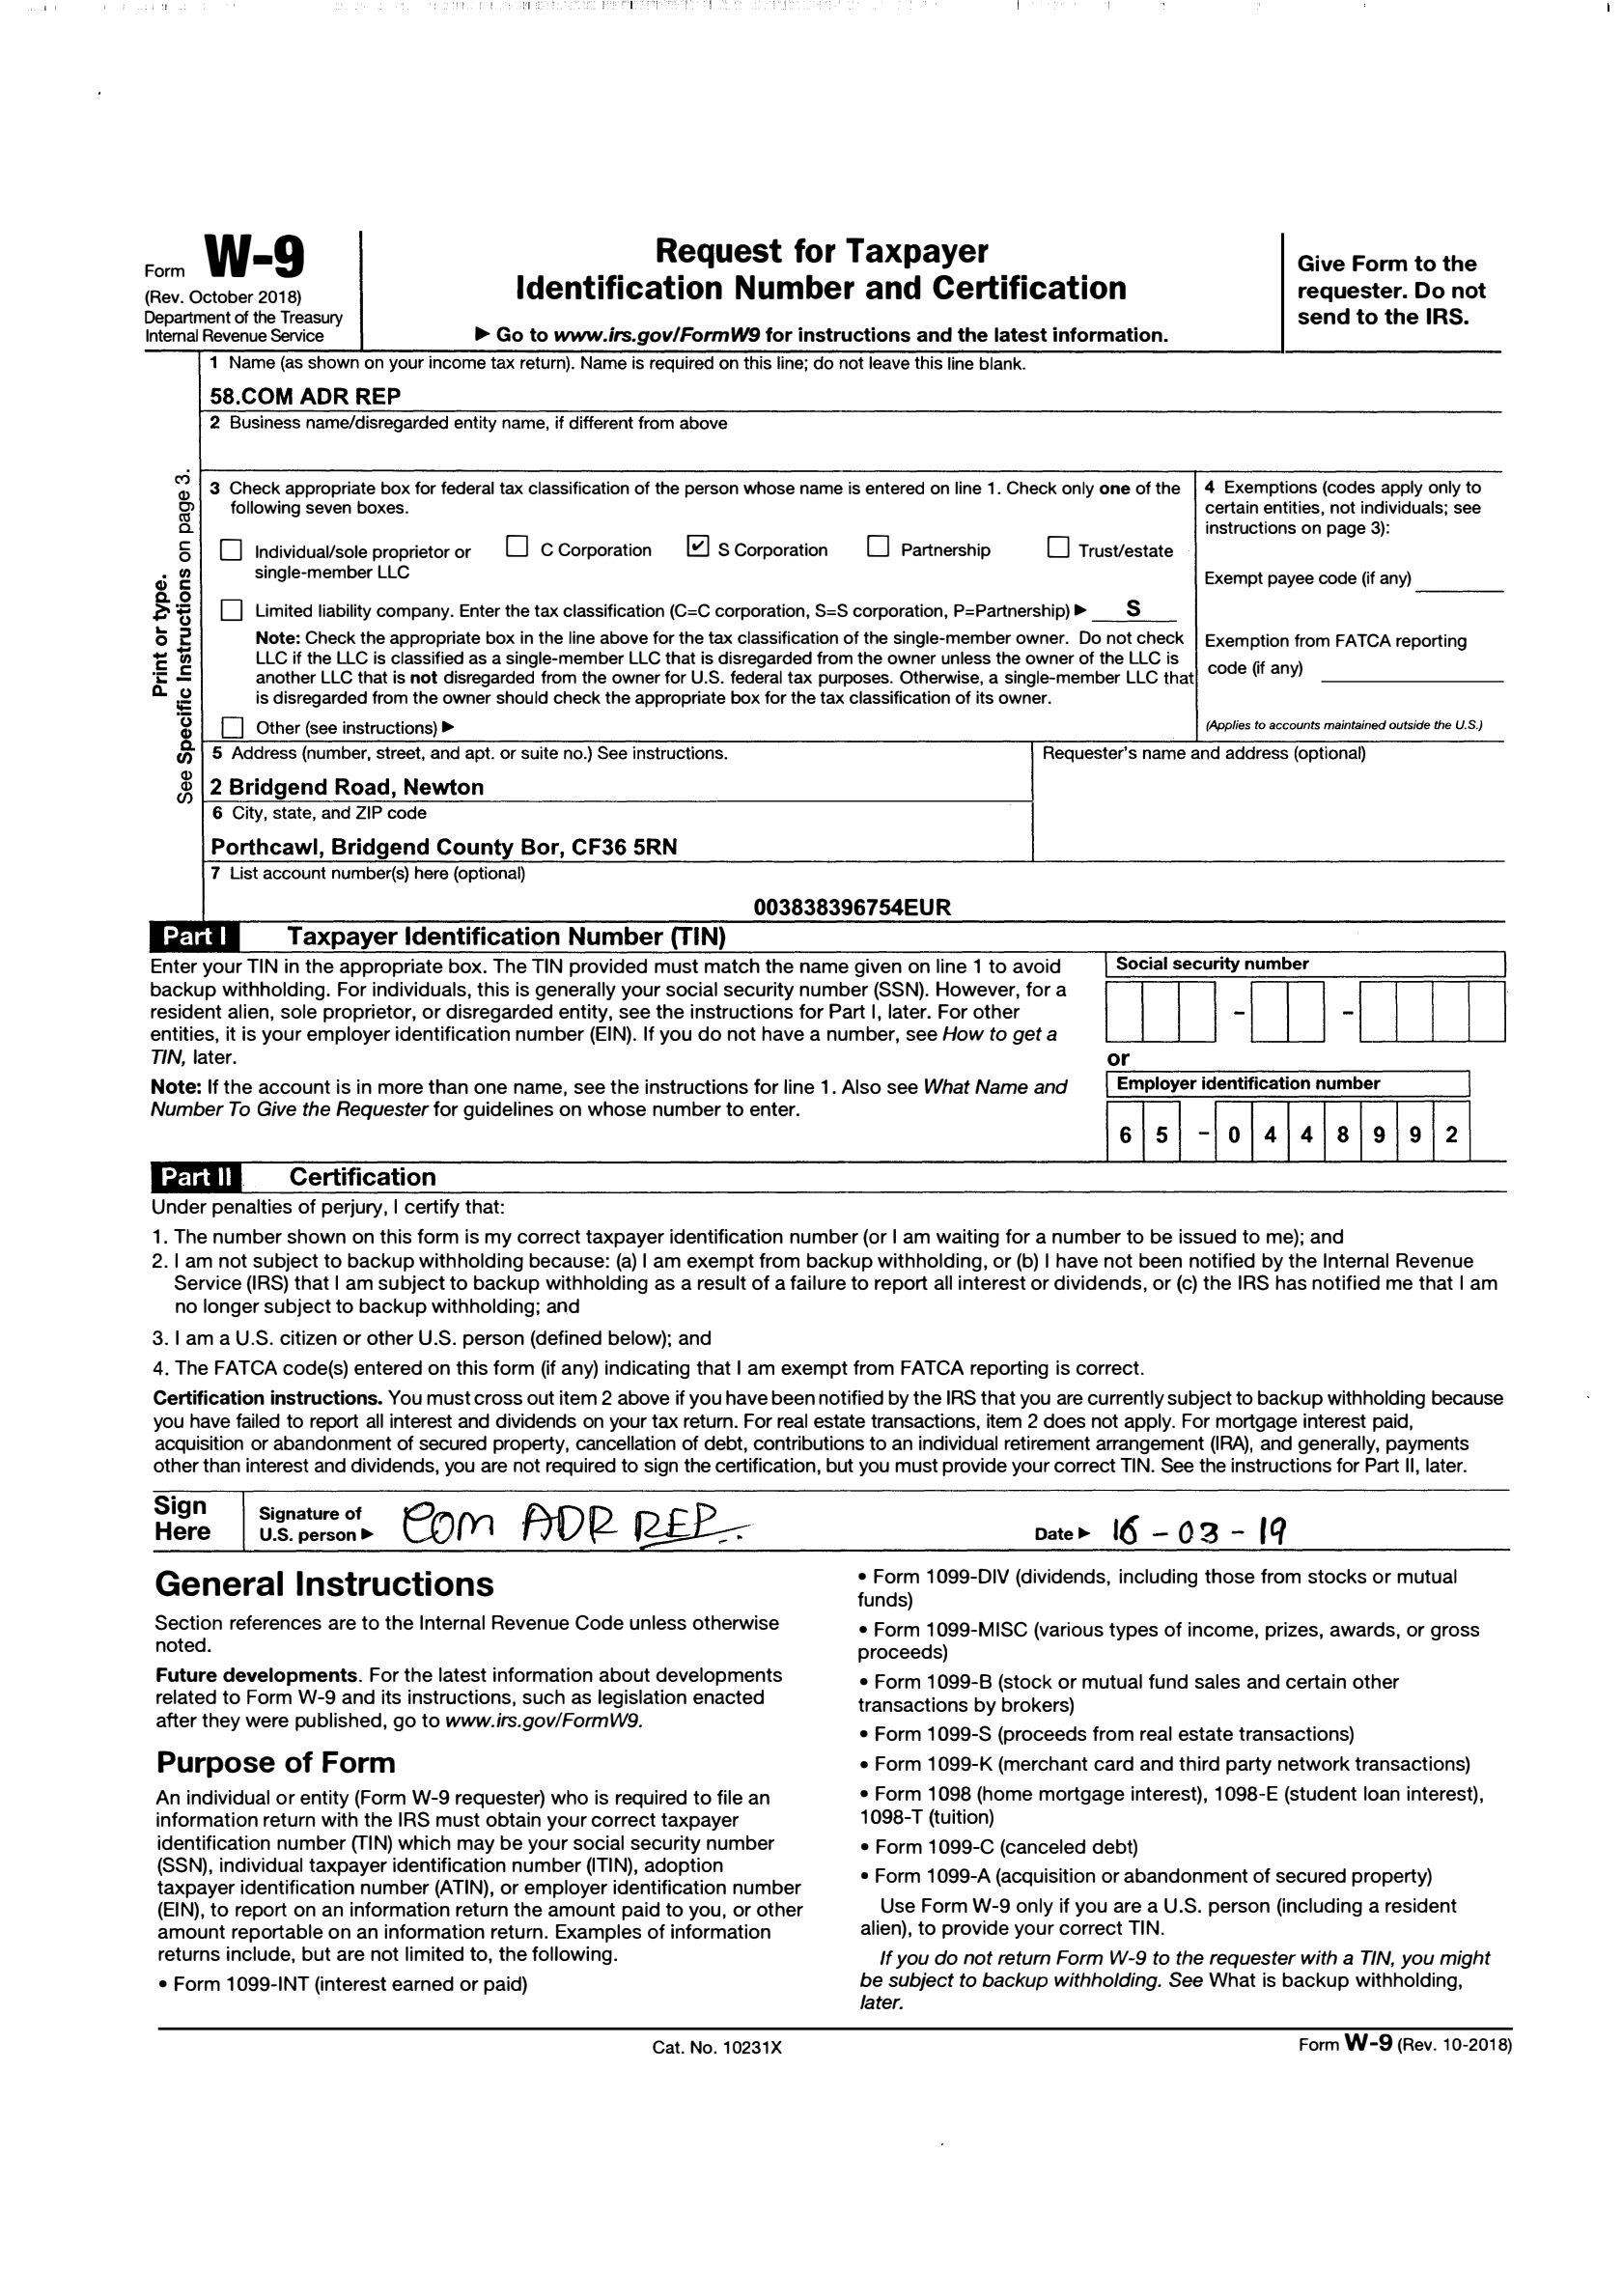 Form W-9
(Rev. October 2018)
Department of the Treasury
Internal Revenue Service
Request for Taxpayer
Identification Number and Certification
▶ Go to www.irs.gov/FormW9 for instructions and the latest information.
Give Form to the
requester. Do not
send to the IRS.
Print or type.
See Specific Instructions on page 3.
1 Name (as shown on your income tax return). Name is required on this line; do not leave this line blank.
58.COM ADR REP
2 Business name/disregarded entity name, if different from above
3 Check appropriate box for federal tax classification of the person whose name is entered on line 1. Check only one of the
following seven boxes.
☐ Individual/sole proprietor or ☐ C Corporation ☑ S Corporation ☐ Partnership ☐ Trust/estate
single-member LLC
☐ Limited liability company. Enter the tax classification (C=C corporation, S=S corporation, P=Partnership) ▶ S
Note: Check the appropriate box in the line above for the tax classification of the single-member owner. Do not check
LLC if the LLC is classified as a single-member LLC that is disregarded from the owner unless the owner of the LLC is
another LLC that is not disregarded from the owner for U.S. federal tax purposes. Otherwise, a single-member LLC that
is disregarded from the owner should check the appropriate box for the tax classification of its owner.
☐ Other (see instructions) ▶
4 Exemptions (codes apply only to
certain entities, not individuals; see
instructions on page 3):
Exempt payee code (if any)
Exemption from FATCA reporting
code (if any)
(Applies to accounts maintained outside the U.S.)
5 Address (number, street, and apt. or suite no.) See instructions.
2 Bridgend Road, Newton
6 City, state, and ZIP code
Porthcawl, Bridgend County Bor, CF36 5RN
Requester's name and address (optional)
7 List account number(s) here (optional)
003838396754EUR
Part I Taxpayer Identification Number (TIN)
Enter your TIN in the appropriate box. The TIN provided must match the name given on line 1 to avoid
backup withholding. For individuals, this is generally your social security number (SSN). However, for a
resident alien, sole proprietor, or disregarded entity, see the instructions for Part I, later. For other
entities, it is your employer identification number (EIN). If you do not have a number, see How to get a
TIN, later.
Note: If the account is in more than one name, see the instructions for line 1. Also see What Name and
Number To Give the Requester for guidelines on whose number to enter.
Social security number
– –
or
Employer identification number
6 5 – 0 4 4 8 9 9 2
Part II Certification
Under penalties of perjury, I certify that:
1. The number shown on this form is my correct taxpayer identification number (or I am waiting for a number to be issued to me); and
2. I am not subject to backup withholding because: (a) I am exempt from backup withholding, or (b) I have not been notified by the Internal Revenue
Service (IRS) that I am subject to backup withholding as a result of a failure to report all interest or dividends, or (c) the IRS has notified me that I am
no longer subject to backup withholding; and
3. I am a U.S. citizen or other U.S. person (defined below); and
4. The FATCA code(s) entered on this form (if any) indicating that I am exempt from FATCA reporting is correct.
Certification instructions. You must cross out item 2 above if you have been notified by the IRS that you are currently subject to backup withholding because
you have failed to report all interest and dividends on your tax return. For real estate transactions, item 2 does not apply. For mortgage interest paid,
acquisition or abandonment of secured property, cancellation of debt, contributions to an individual retirement arrangement (IRA), and generally, payments
other than interest and dividends, you are not required to sign the certification, but you must provide your correct TIN. See the instructions for Part II, later.
Sign
Here
Signature of
U.S. person ▶ COM ADR REP.
Date ▶ 16-03-19
General Instructions
Section references are to the Internal Revenue Code unless otherwise
noted.
Future developments. For the latest information about developments
related to Form W-9 and its instructions, such as legislation enacted
after they were published, go to www.irs.gov/FormW9.
Purpose of Form
An individual or entity (Form W-9 requester) who is required to file an
information return with the IRS must obtain your correct taxpayer
identification number (TIN) which may be your social security number
(SSN), individual taxpayer identification number (ITIN), adoption
taxpayer identification number (ATIN), or employer identification number
(EIN), to report on an information return the amount paid to you, or other
amount reportable on an information return. Examples of information
returns include, but are not limited to, the following.
• Form 1099-INT (interest earned or paid)
• Form 1099-DIV (dividends, including those from stocks or mutual
funds)
• Form 1099-MISC (various types of income, prizes, awards, or gross
proceeds)
• Form 1099-B (stock or mutual fund sales and certain other
transactions by brokers)
• Form 1099-S (proceeds from real estate transactions)
• Form 1099-K (merchant card and third party network transactions)
• Form 1098 (home mortgage interest), 1098-E (student loan interest),
1098-T (tuition)
• Form 1099-C (canceled debt)
• Form 1099-A (acquisition or abandonment of secured property)
Use Form W-9 only if you are a U.S. person (including a resident
alien), to provide your correct TIN.
If you do not return Form W-9 to the requester with a TIN, you might
be subject to backup withholding. See What is backup withholding,
later.
Cat. No. 10231X
Form W-9 (Rev. 10-2018)